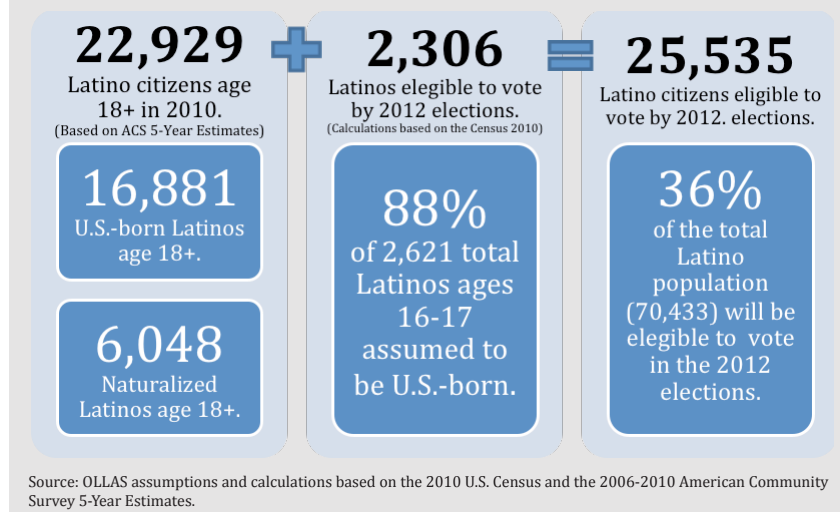 22,929
Latino citizens age
18+ in 2010.
(Based on ACS 5-Year Estimates)
16,881
U.S.-born Latinos
age 18+.
6,048
Naturalized
Latinos age 18+.
+
2,306
Latinos elegible to vote
by 2012 elections.
(Calculations based on the Census 2010)
88%
of 2,621 total
Latinos ages
16-17
assumed to
be U.S.-born.
=
25,535
Latino citizens eligible to
vote by 2012. elections.
36%
of the total
Latino
population
(70,433) will be
elegible to vote
in the 2012
elections.
Source: OLLAS assumptions and calculations based on the 2010 U.S. Census and the 2006-2010 American Community
Survey 5-Year Estimates.